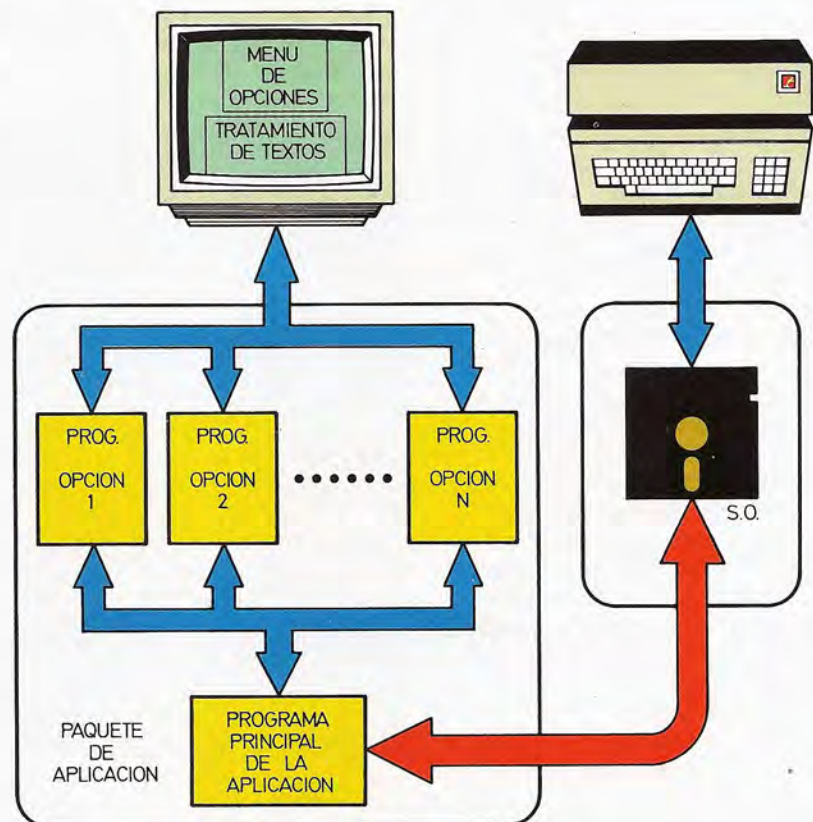 MENU
DE
OPCIONES
TRATAMIENTO
DE TEXTOS
PROG.
OPCION
1
PROG.
OPCION
2
PROG.
OPCION
N
S.O.
PAQUETE
DE
APLICACION
PROGRAMA
PRINCIPAL
DE LA
APLICACION